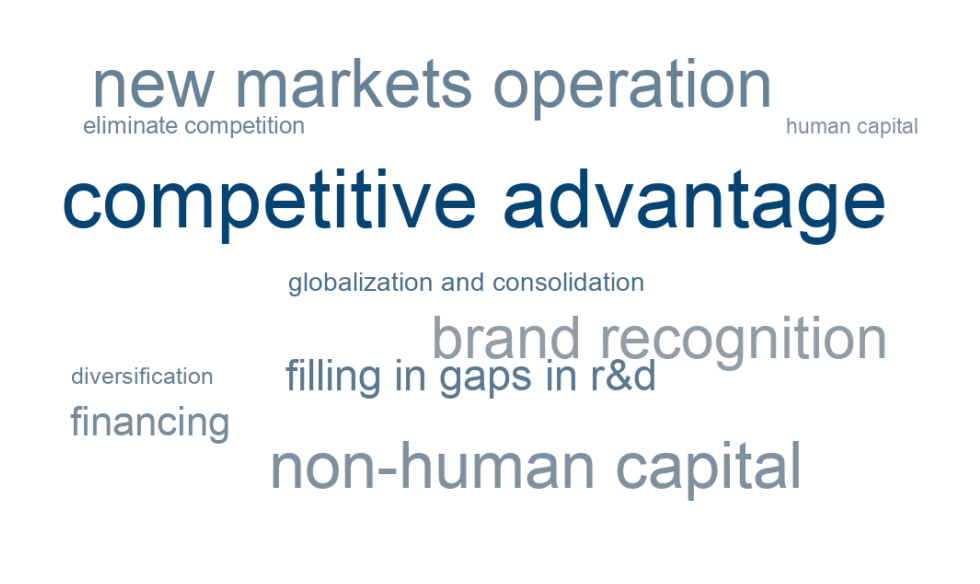 new markets operation
eliminate competition
human capital
competitive advantage
globalization and consolidation
brand recognition
diversification
filling in gaps in r&d
financing
non-human capital